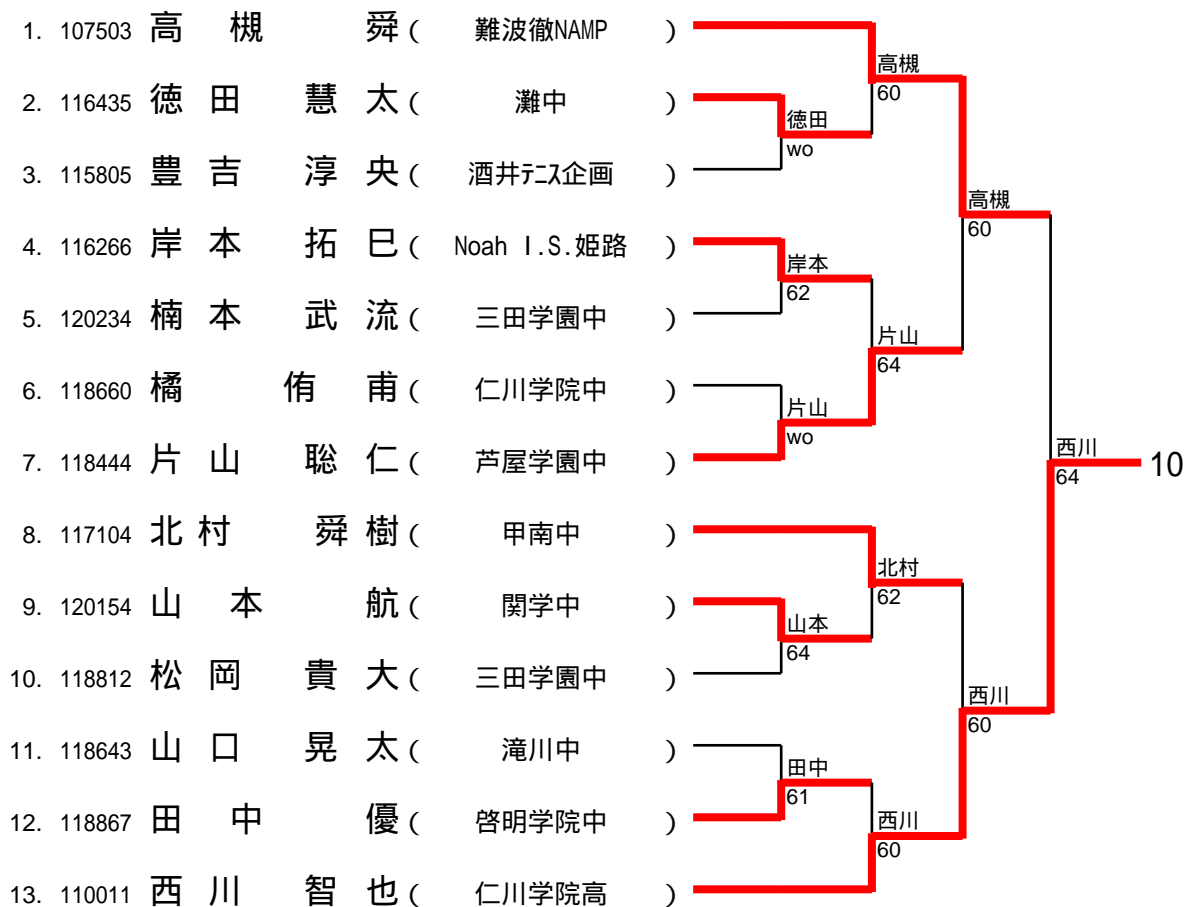 1. 107503 高槻 舜 ( 難波徹NAMP )
高槻
60
2. 116435 徳田 慧太 ( 灘中 )
徳田
wo
3. 115805 豊吉 淳央 ( 酒井テニス企画 )
高槻
60
4. 116266 岸本 拓巳 ( Noah I.S.姫路 )
岸本
62
5. 120234 楠本 武流 ( 三田学園中 )
片山
64
6. 118660 橘 侑甫 ( 仁川学院中 )
片山
wo
7. 118444 片山 聡仁 ( 芦屋学園中 )
西川
64
10
8. 117104 北村 舜樹 ( 甲南中 )
北村
62
9. 120154 山本 航 ( 関学中 )
山本
64
10. 118812 松岡 貴大 ( 三田学園中 )
西川
60
11. 118643 山口 晃太 ( 滝川中 )
田中
61
12. 118867 田中 優 ( 啓明学院中 )
西川
60
13. 110011 西川 智也 ( 仁川学院高 )